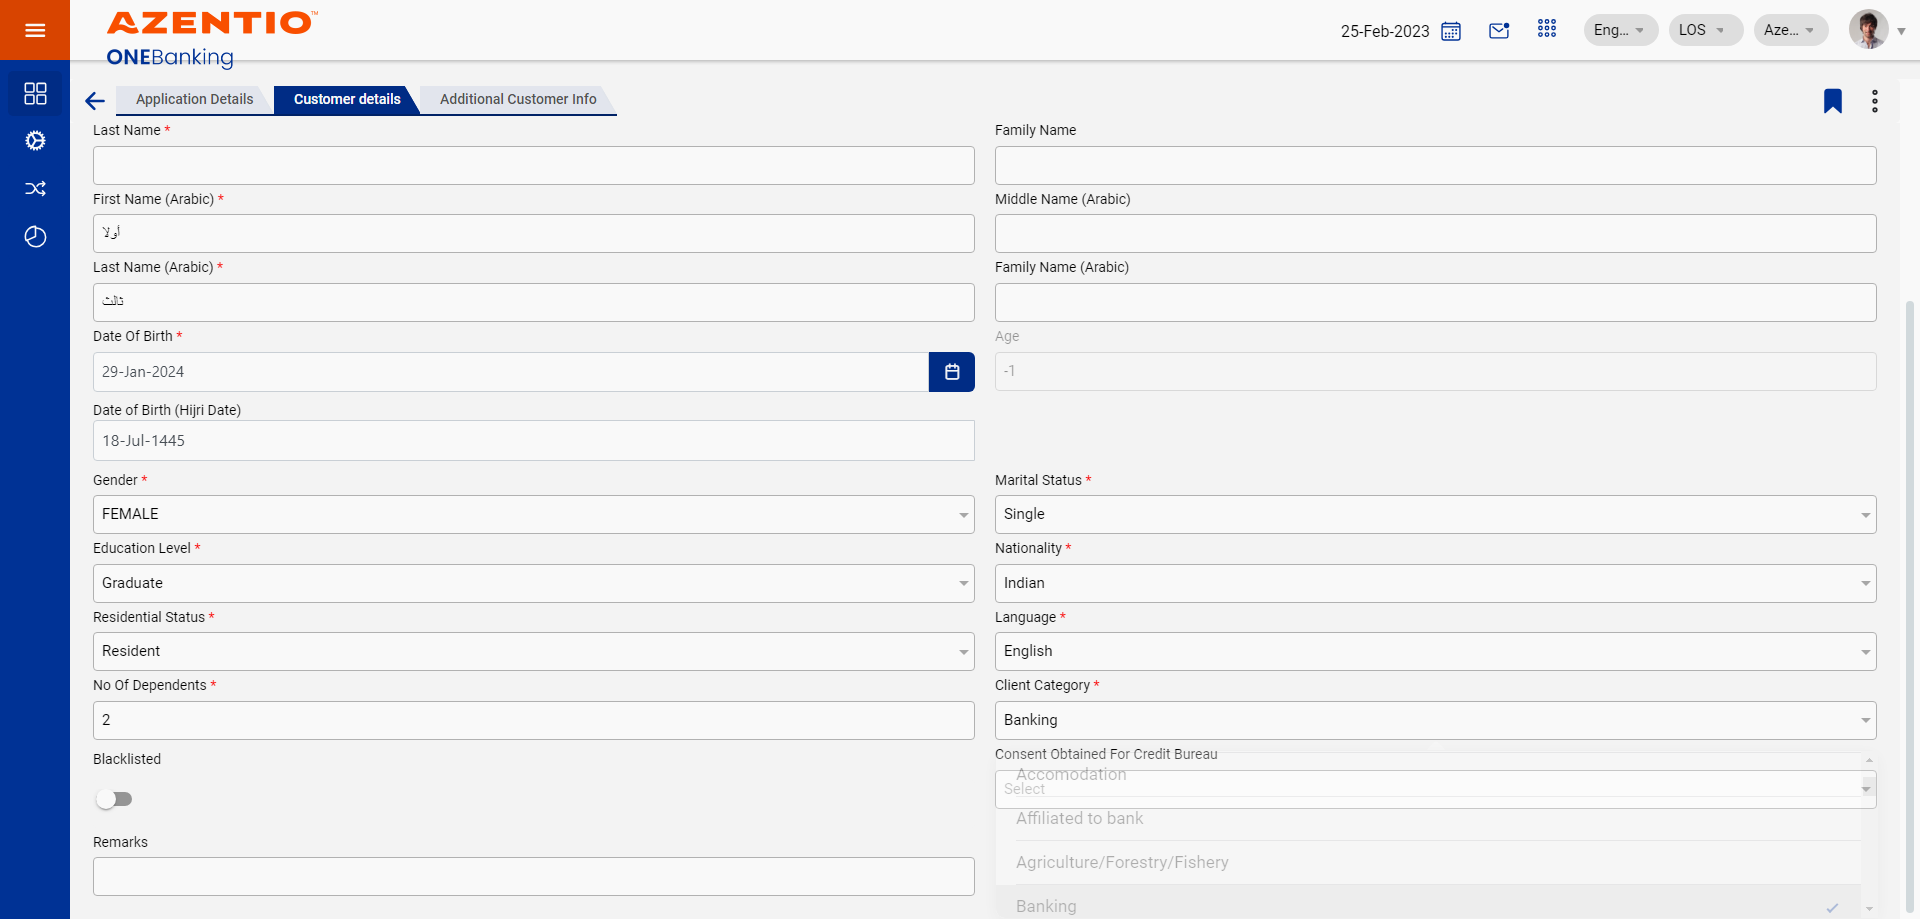 AZENTIO™
ONEBanking
25-Feb-2023
Eng...
LOS
Aze...
Application Details
Customer details
Additional Customer Info
Last Name *
Family Name
First Name (Arabic) *
Middle Name (Arabic)
أولا
Last Name (Arabic) *
Family Name (Arabic)
ثالث
Date Of Birth *
Age
29-Jan-2024
-1
Date of Birth (Hijri Date)
18-Jul-1445
Gender *
Marital Status *
FEMALE
Single
Education Level *
Nationality *
Graduate
Indian
Residential Status *
Language *
Resident
English
No Of Dependents *
Client Category *
2
Banking
Blacklisted
Consent Obtained For Credit Bureau
Accomodation
Select
Affiliated to bank
Remarks
Agriculture/Forestry/Fishery
Banking